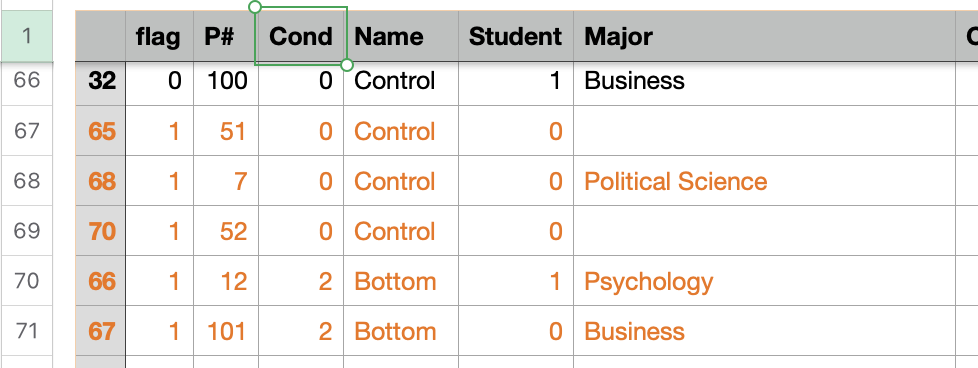 1 flag P# Cond Name Student Major
66 32 0 100 0 Control 1 Business
67 65 1 51 0 Control 0
68 68 1 7 0 Control 0 Political Science
69 70 1 52 0 Control 0
70 66 1 12 2 Bottom 1 Psychology
71 67 1 101 2 Bottom 0 Business